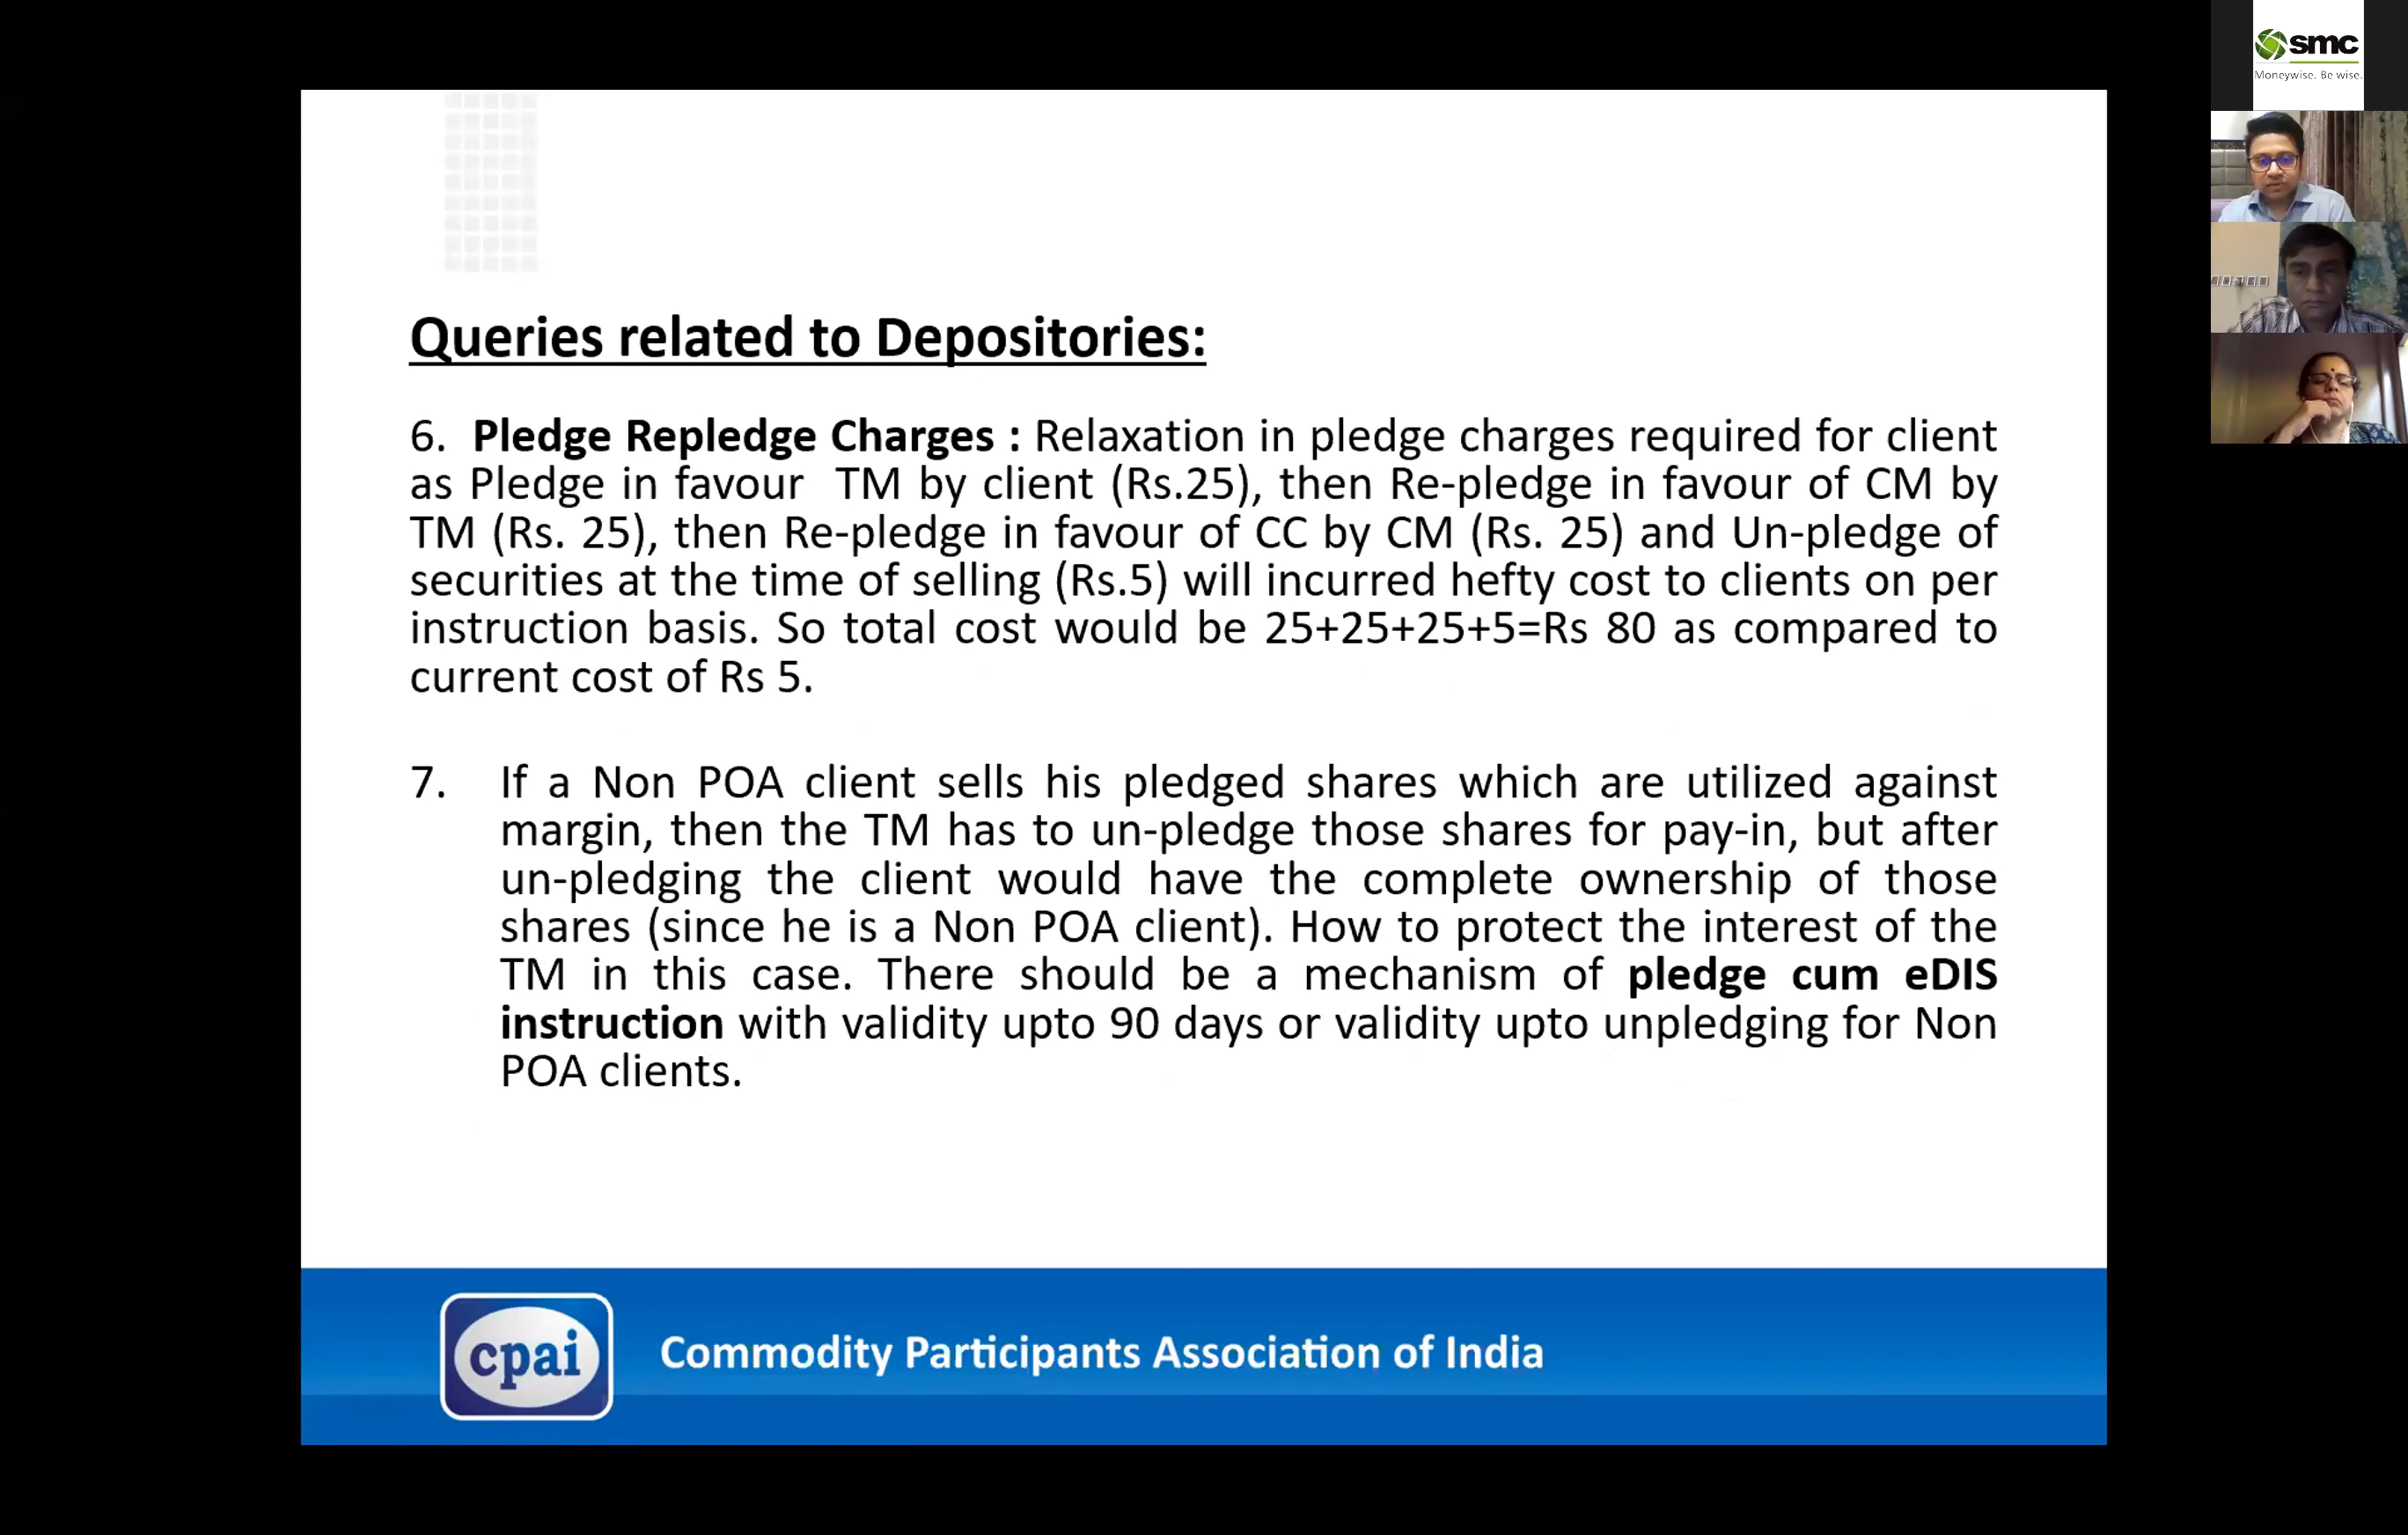 smc
Moneywise. Be wise.
Queries related to Depositories:
6. Pledge Repledge Charges : Relaxation in pledge charges required for client
as Pledge in favour TM by client (Rs.25), then Re-pledge in favour of CM by
TM (Rs. 25), then Re-pledge in favour of CC by CM (Rs. 25) and Un-pledge of
securities at the time of selling (Rs.5) will incurred hefty cost to clients on per
instruction basis. So total cost would be 25+25+25+5=Rs 80 as compared to
current cost of Rs 5.
7. If a Non POA client sells his pledged shares which are utilized against
margin, then the TM has to un-pledge those shares for pay-in, but after
un-pledging the client would have the complete ownership of those
shares (since he is a Non POA client). How to protect the interest of the
TM in this case. There should be a mechanism of pledge cum eDIS
instruction with validity upto 90 days or validity upto unpledging for Non
POA clients.
cpai
Commodity Participants Association of India